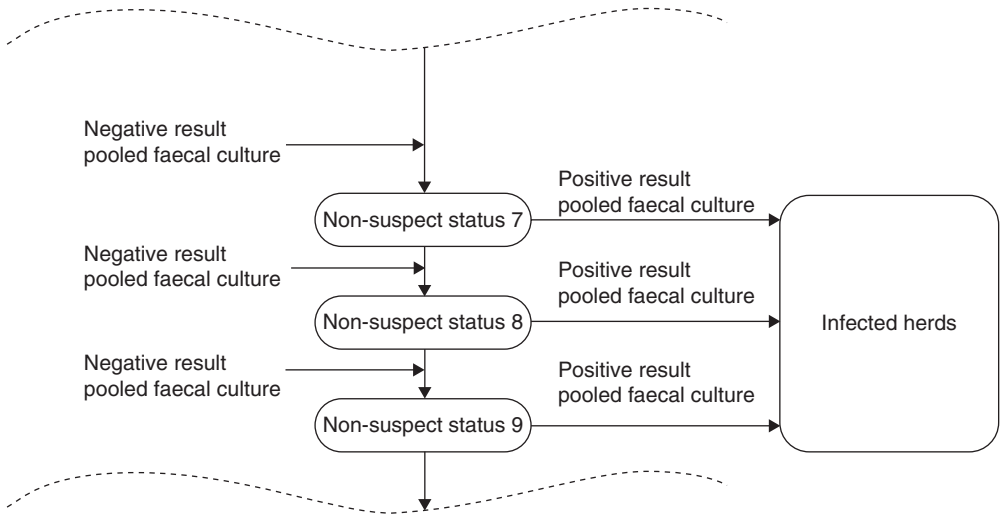 Negative result
pooled faecal culture
Positive result
pooled faecal culture
Non-suspect status 7
Negative result
pooled faecal culture
Positive result
pooled faecal culture
Non-suspect status 8
Infected herds
Negative result
pooled faecal culture
Positive result
pooled faecal culture
Non-suspect status 9